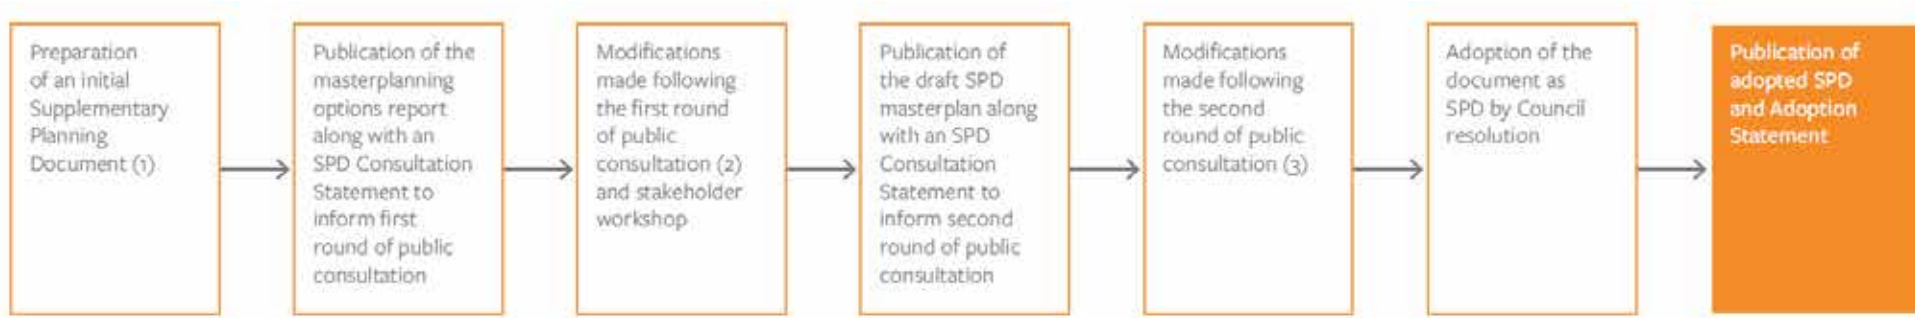 Preparation
of an initial
Supplementary
Planning
Document (1)
Publication of the
masterplanning
options report
along with an
SPD Consultation
Statement to
inform first
round of public
consultation
Modifications
made following
the first round
of public
consultation (2)
and stakeholder
workshop
Publication of
the draft SPD
masterplan along
with an SPD
Consultation
Statement to
inform second
round of public
consultation
Modifications
made following
the second
round of public
consultation (3)
Adoption of the
document as
SPD by Council
resolution
Publication of
adopted SPD
and Adoption
Statement